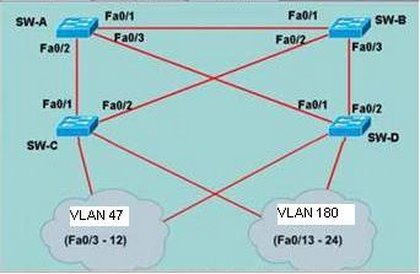 Fa0/1 Fa0/1
SW-A SW-B
Fa0/2 Fa0/3 Fa0/2 Fa0/3
Fa0/1 Fa0/2 Fa0/1 Fa0/2
SW-C SW-D
VLAN 47 VLAN 180
(Fa0/3 - 12) (Fa0/13 - 24)